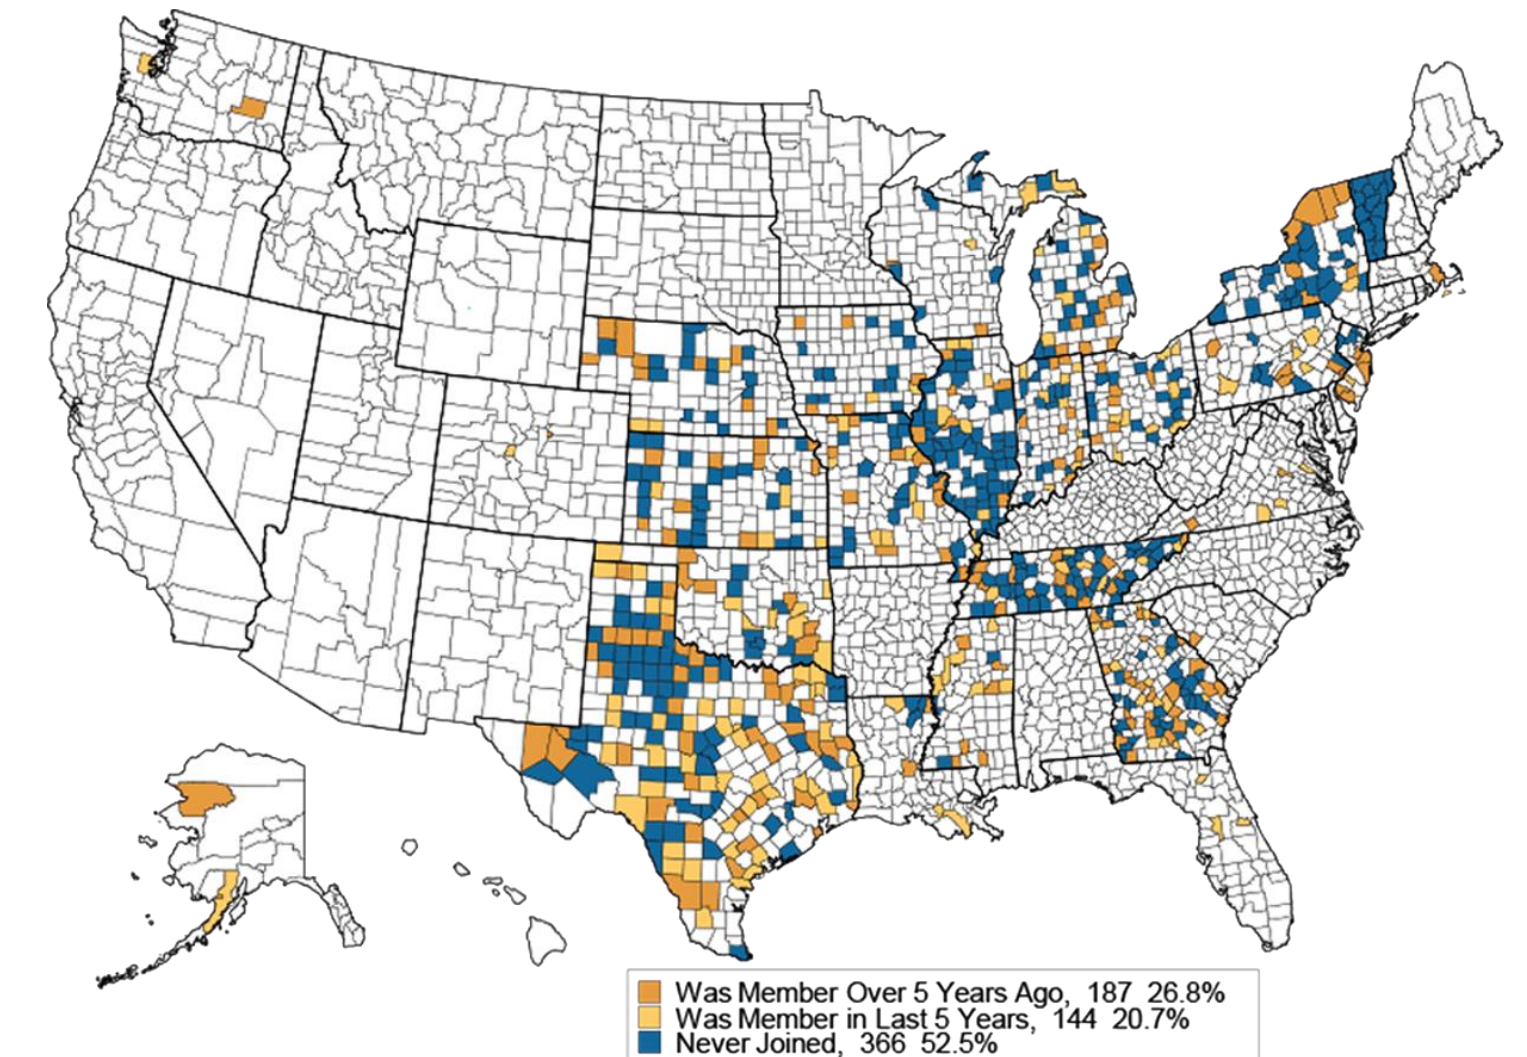 Was Member Over 5 Years Ago, 187 26.8%
Was Member in Last 5 Years, 144 20.7%
Never Joined, 366 52.5%